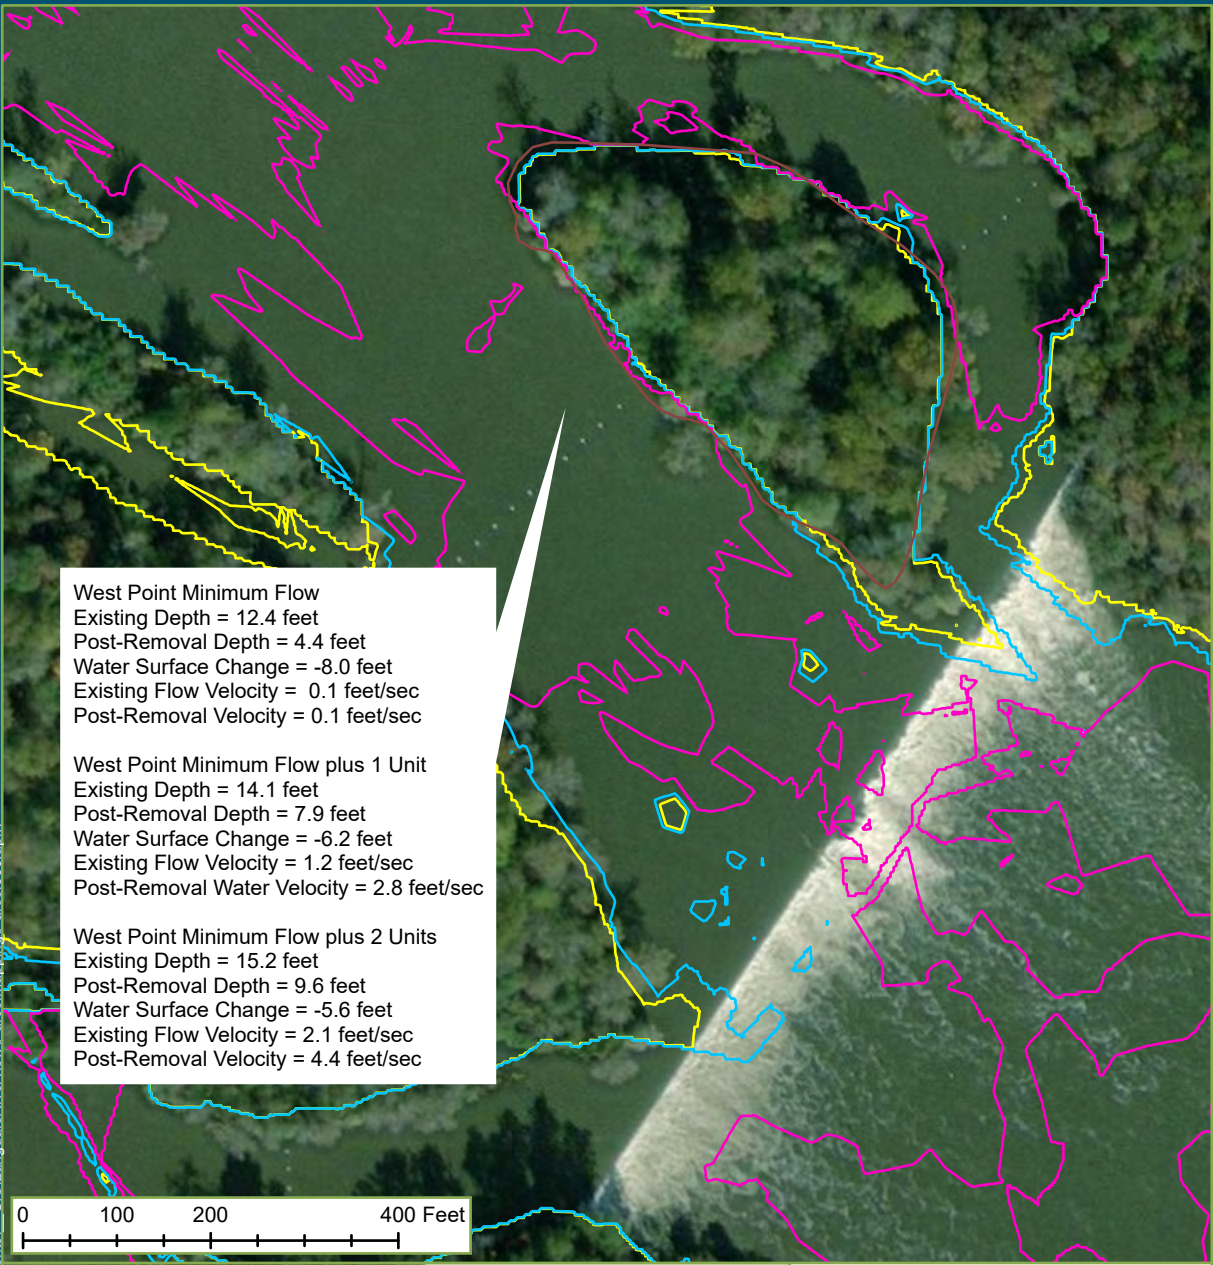 West Point Minimum Flow
Existing Depth = 12.4 feet
Post-Removal Depth = 4.4 feet
Water Surface Change = -8.0 feet
Existing Flow Velocity =  0.1 feet/sec
Post-Removal Velocity = 0.1 feet/sec
West Point Minimum Flow plus 1 Unit
Existing Depth = 14.1 feet
Post-Removal Depth = 7.9 feet
Water Surface Change = -6.2 feet
Existing Flow Velocity = 1.2 feet/sec
Post-Removal Water Velocity = 2.8 feet/sec
West Point Minimum Flow plus 2 Units
Existing Depth = 15.2 feet
Post-Removal Depth = 9.6 feet
Water Surface Change = -5.6 feet
Existing Flow Velocity = 2.1 feet/sec
Post-Removal Velocity = 4.4 feet/sec
0 100 200 400 Feet